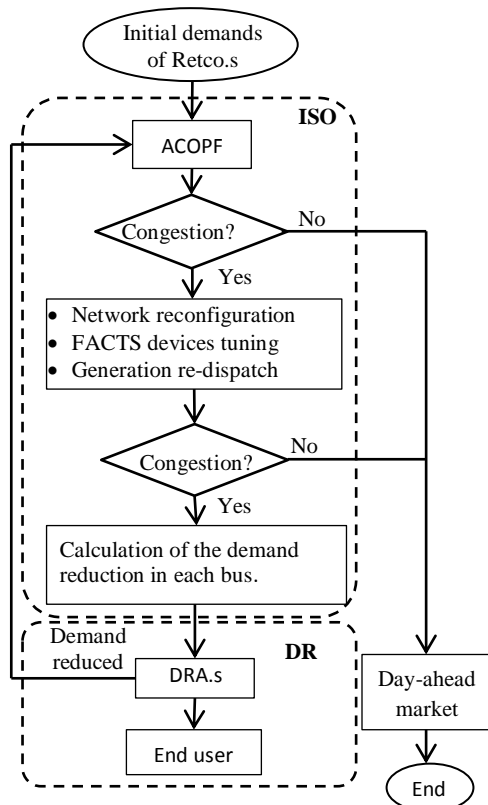 Initial demands
of Retco.s
ISO
ACOPF
Congestion?
No
Yes
• Network reconfiguration
• FACTS devices tuning
• Generation re-dispatch
Congestion?
No
Yes
Calculation of the demand
reduction in each bus.
Demand
reduced
DR
DRA.s
End user
Day-ahead
market
End